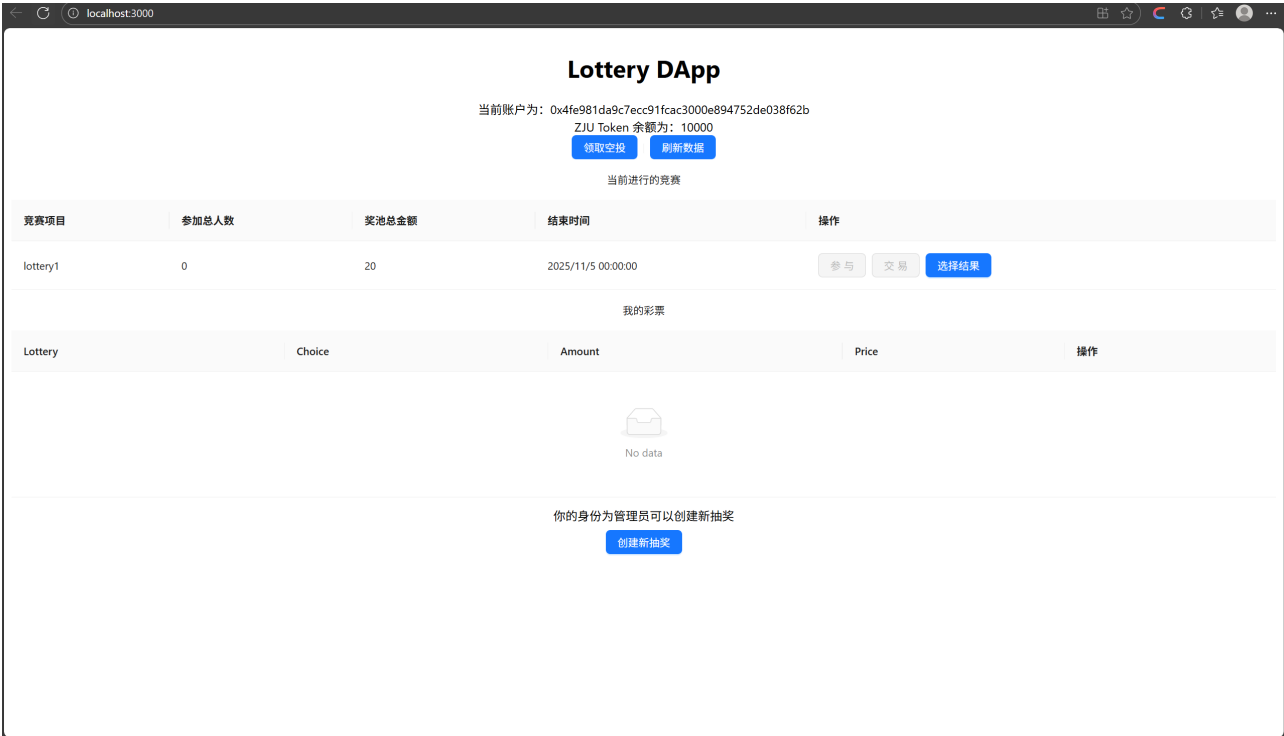 localhost:3000
Lottery DApp
当前账户为：0x4fe981da9c7ecc91fcac3000e894752de038f62b
ZJU Token 余额为：10000
领取空投 刷新数据
当前进行的竞赛
竞赛项目 参加总人数 奖池总金额 结束时间 操作
lottery1 0 20 2025/11/5 00:00:00 参 与 交 易 选择结果
我的彩票
Lottery Choice Amount Price 操作
No data
你的身份为管理员可以创建新抽奖
创建新抽奖